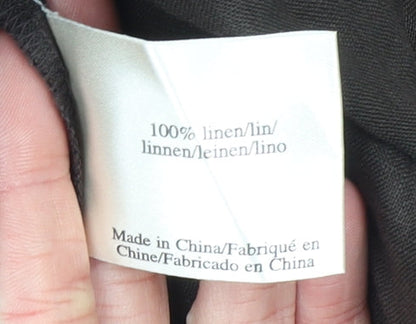 100% linen/lin/
linnen/leinen/lino
Made in China/Fabriqué en
Chine/Fabricado en China